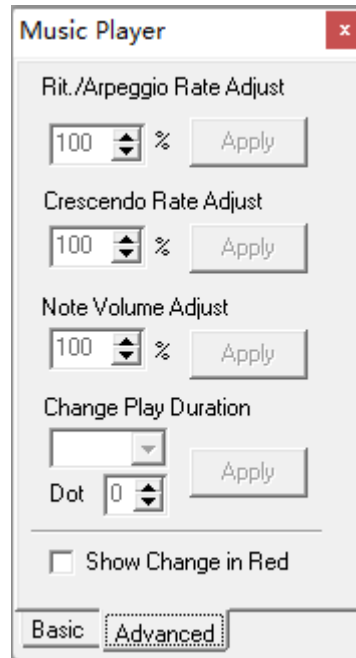 Music Player x
Rit./Arpeggio Rate Adjust
100 % Apply
Crescendo Rate Adjust
100 % Apply
Note Volume Adjust
100 % Apply
Change Play Duration
Apply
Dot 0
Show Change in Red
Basic Advanced